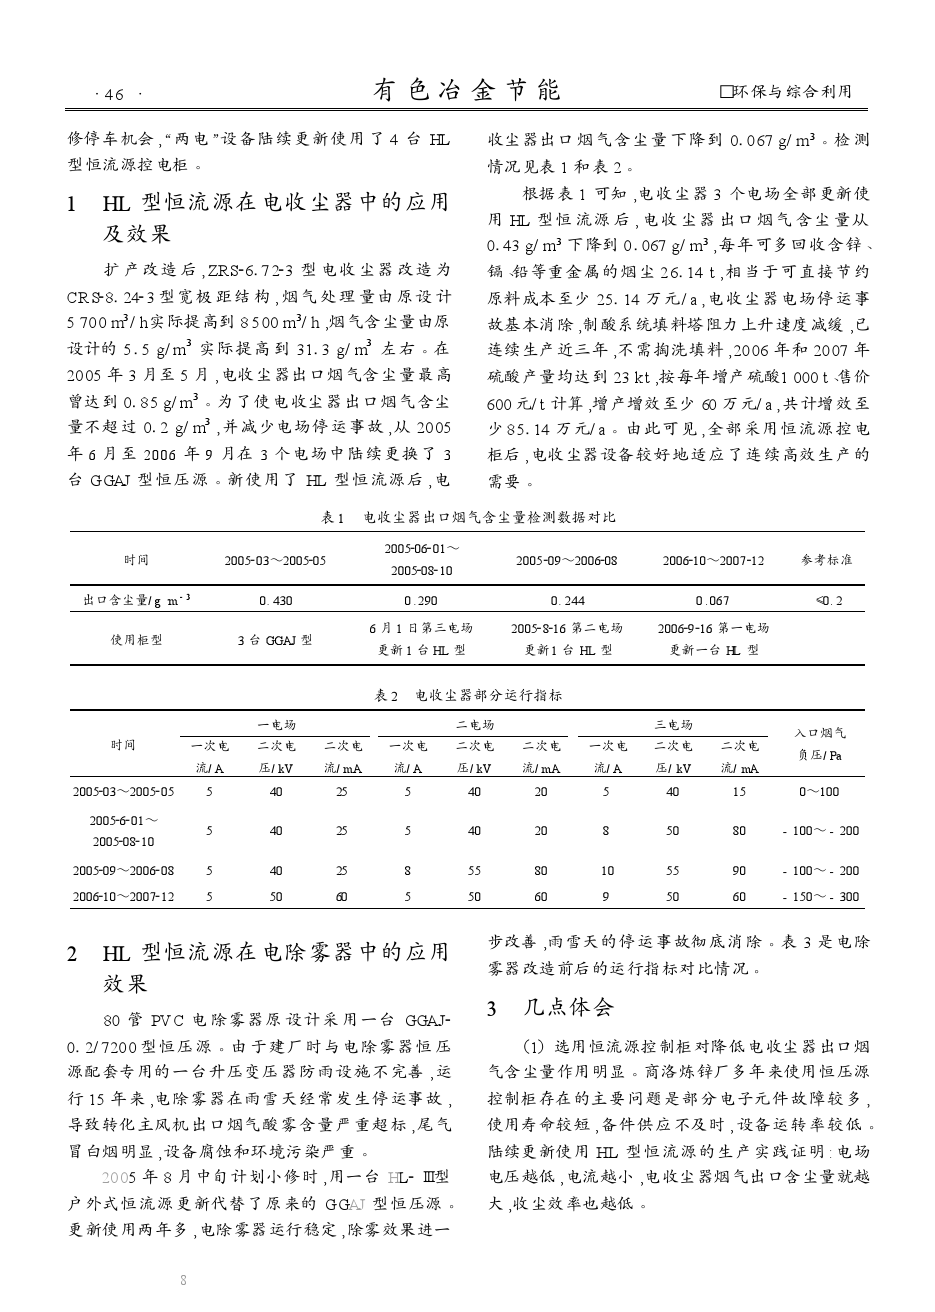 · 46 ·
有色冶金节能
□环保与综合利用
修停车机会,“两电”设备陆续更新使用了 4 台 HL
型恒流源控电柜。
1 HL 型恒流源在电收尘器中的应用
及效果
扩产改造后,ZRS-6.72-3 型电收尘器改造为
CRS-8.24-3 型宽极距结构,烟气处理量由原设计
5 700 m³/h实际提高到 8 500 m³/h,烟气含尘量由原
设计的 5.5 g/m³ 实际提高到 31.3 g/m³ 左右。在
2005 年 3 月至 5 月,电收尘器出口烟气含尘量最高
曾达到 0.85 g/m³。为了使电收尘器出口烟气含尘
量不超过 0.2 g/m³,并减少电场停运事故,从 2005
年 6 月至 2006 年 9 月在 3 个电场中陆续更换了 3
台 GGAJ 型恒压源。新使用了 HL 型恒流源后,电
收尘器出口烟气含尘量下降到 0.067 g/m³。检测
情况见表 1 和表 2。
根据表 1 可知,电收尘器 3 个电场全部更新使
用 HL 型恒流源后,电收尘器出口烟气含尘量从
0.43 g/m³ 下降到 0.067 g/m³,每年可多回收含锌、
镉、铅等重金属的烟尘 26.14 t,相当于可直接节约
原料成本至少 25.14 万元/a,电收尘器电场停运事
故基本消除,制酸系统填料塔阻力上升速度减缓,已
连续生产近三年,不需掏洗填料,2006 年和 2007 年
硫酸产量均达到 23 kt,按每年增产硫酸1 000 t、售价
600 元/t 计算,增产增效至少 60 万元/a,共计增效至
少 85.14 万元/a。由此可见,全部采用恒流源控电
柜后,电收尘器设备较好地适应了连续高效生产的
需要。
表 1 电收尘器出口烟气含尘量检测数据对比
时间 2005-03～2005-05 2005-06-01～ 2005-08-10 2005-09～2006-08 2006-10～2007-12 参考标准
出口含尘量/g m⁻³ 0.430 0.290 0.244 0.067 ≤0.2
使用柜型 3 台 GGAJ 型 6 月 1 日第三电场 更新 1 台 HL 型 2005-8-16 第二电场 更新1 台 HL 型 2006-9-16 第一电场 更新一台 HL 型
表 2 电收尘器部分运行指标
时间 一电场 二电场 三电场 入口烟气 负压/Pa
一次电 二次电 二次电 一次电 二次电 二次电 一次电 二次电 二次电
流/A 压/kV 流/mA 流/A 压/kV 流/mA 流/A 压/kV 流/mA
2005-03～2005-05 5 40 25 5 40 20 5 40 15 0～100
2005-6-01～ 2005-08-10 5 40 25 5 40 20 8 50 80 -100～-200
2005-09～2006-08 5 40 25 8 55 80 10 55 90 -100～-200
2006-10～2007-12 5 50 60 5 50 60 9 50 60 -150～-300
2 HL 型恒流源在电除雾器中的应用
效果
80 管 PVC 电除雾器原设计采用一台 GGAJ-
0.2/7200 型恒压源。由于建厂时与电除雾器恒压
源配套专用的一台升压变压器防雨设施不完善,运
行 15 年来,电除雾器在雨雪天经常发生停运事故,
导致转化主风机出口烟气酸雾含量严重超标,尾气
冒白烟明显,设备腐蚀和环境污染严重。
2005 年 8 月中旬计划小修时,用一台 HL-Ⅲ型
户外式恒流源更新代替了原来的 GGAJ 型恒压源。
更新使用两年多,电除雾器运行稳定,除雾效果进一
步改善,雨雪天的停运事故彻底消除。表 3 是电除
雾器改造前后的运行指标对比情况。
3 几点体会
(1) 选用恒流源控制柜对降低电收尘器出口烟
气含尘量作用明显。商洛炼锌厂多年来使用恒压源
控制柜存在的主要问题是部分电子元件故障较多,
使用寿命较短,备件供应不及时,设备运转率较低。
陆续更新使用 HL 型恒流源的生产实践证明:电场
电压越低,电流越小,电收尘器烟气出口含尘量就越
大,收尘效率也越低。
8